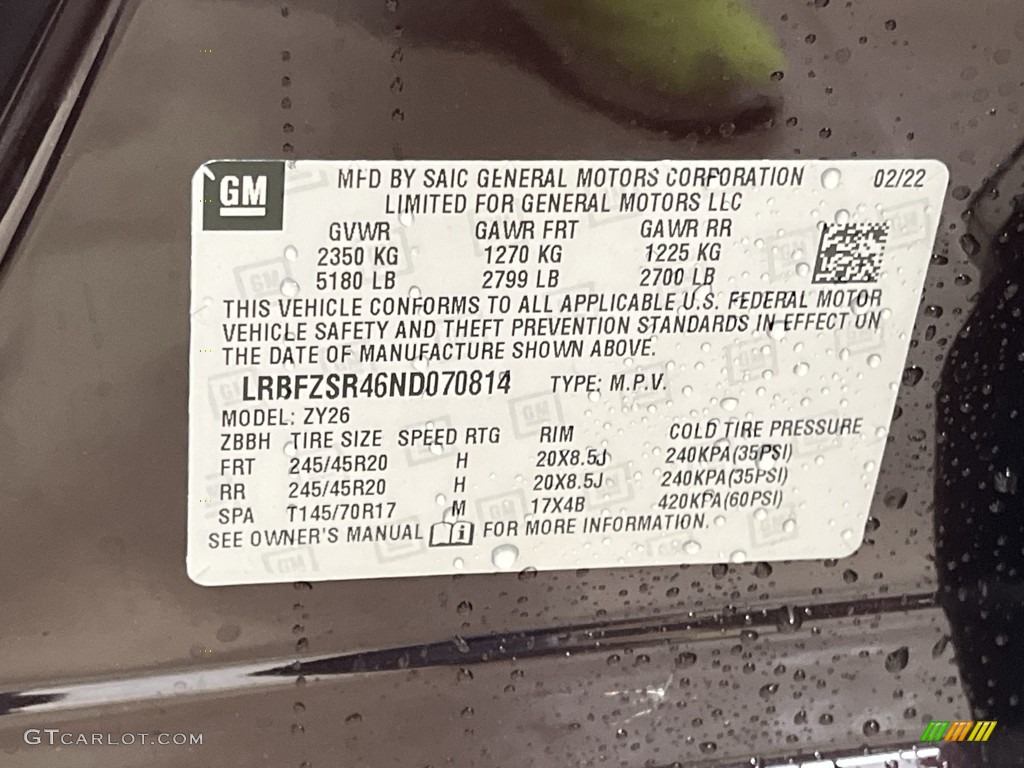 GM
MFD BY SAIC GENERAL MOTORS CORPORATION 02/22
LIMITED FOR GENERAL MOTORS LLC
GVWR GAWR FRT GAWR RR
2350 KG 1270 KG 1225 KG
5180 LB 2799 LB 2700 LB
THIS VEHICLE CONFORMS TO ALL APPLICABLE U.S. FEDERAL MOTOR
VEHICLE SAFETY AND THEFT PREVENTION STANDARDS IN EFFECT ON
THE DATE OF MANUFACTURE SHOWN ABOVE.
LRBFZSR46ND070814 TYPE: M.P.V.
MODEL: ZY26
ZBBH TIRE SIZE SPEED RTG RIM COLD TIRE PRESSURE
FRT 245/45R20 H 20X8.5J 240KPA(35PSI)
RR 245/45R20 H 20X8.5J 240KPA(35PSI)
SPA T145/70R17 M 17X4B 420KPA(60PSI)
SEE OWNER'S MANUAL FOR MORE INFORMATION.
GTcarlot.com